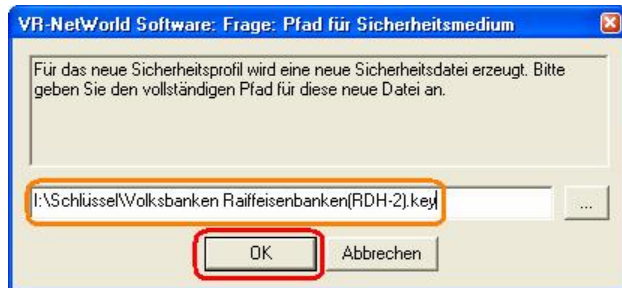 VR-NetWorld Software: Frage: Pfad für Sicherheitsmedium
Für das neue Sicherheitsprofil wird eine neue Sicherheitsdatei erzeugt. Bitte
geben Sie den vollständigen Pfad für diese neue Datei an.
I:\Schlüssel\Volksbanken Raiffeisenbanken(RDH-2).key
...
OK Abbrechen